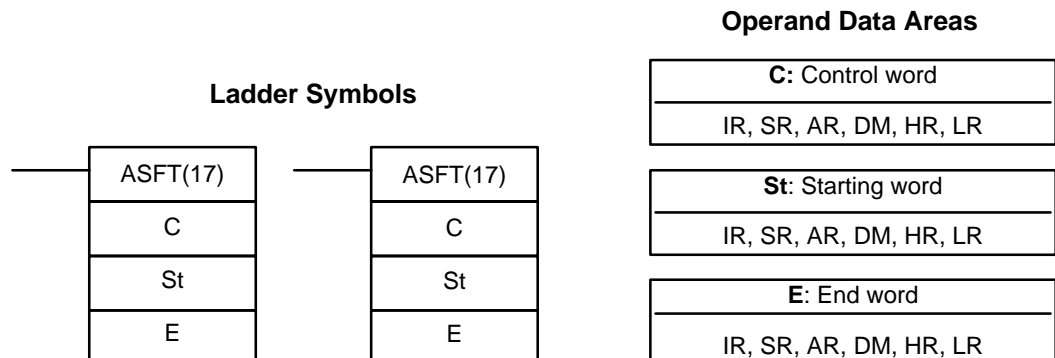 Operand Data Areas
C: Control word
IR, SR, AR, DM, HR, LR
St: Starting word
IR, SR, AR, DM, HR, LR
E: End word
IR, SR, AR, DM, HR, LR
Ladder Symbols
ASFT(17)
C
St
E
ASFT(17)
C
St
E